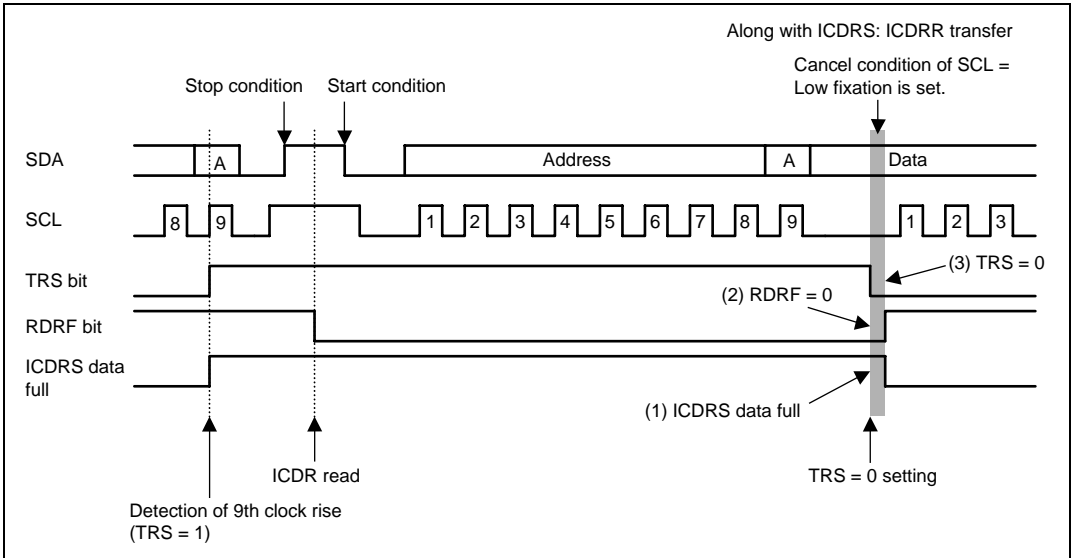 Along with ICDRS: ICDRR transfer
Cancel condition of SCL =
Low fixation is set.
Stop condition
Start condition
SDA
A
Address
A
Data
SCL
8
9
1
2
3
4
5
6
7
8
9
1
2
3
TRS bit
(3) TRS = 0
(2) RDRF = 0
RDRF bit
ICDRS data
full
(1) ICDRS data full
ICDR read
TRS = 0 setting
Detection of 9th clock rise
(TRS = 1)